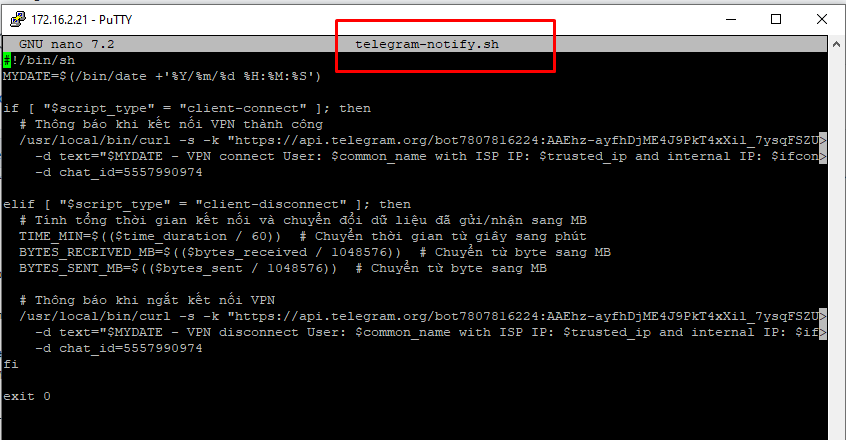 172.16.2.21 - PuTTY
GNU nano 7.2 telegram-notify.sh
#!/bin/sh
MYDATE=$(/bin/date +'%Y/%m/%d %H:%M:%S')
if [ "$script_type" = "client-connect" ]; then
# Thông báo khi kết nối VPN thành công
/usr/local/bin/curl -s -k "https://api.telegram.org/bot7807816224:AAEhz-ayfhDjME4J9PkT4xXil_7ysqFSZU>
-d text="$MYDATE - VPN connect User: $common_name with ISP IP: $trusted_ip and internal IP: $ifcon>
-d chat_id=5557990974
elif [ "$script_type" = "client-disconnect" ]; then
# Tính tổng thời gian kết nối và chuyển đổi dữ liệu đã gửi/nhận sang MB
TIME_MIN=$(($time_duration / 60)) # Chuyển thời gian từ giây sang phút
BYTES_RECEIVED_MB=$(($bytes_received / 1048576)) # Chuyển từ byte sang MB
BYTES_SENT_MB=$(($bytes_sent / 1048576)) # Chuyển từ byte sang MB
# Thông báo khi ngắt kết nối VPN
/usr/local/bin/curl -s -k "https://api.telegram.org/bot7807816224:AAEhz-ayfhDjME4J9PkT4xXil_7ysqFSZU>
-d text="$MYDATE - VPN disconnect User: $common_name with ISP IP: $trusted_ip and internal IP: $if>
-d chat_id=5557990974
fi
exit 0